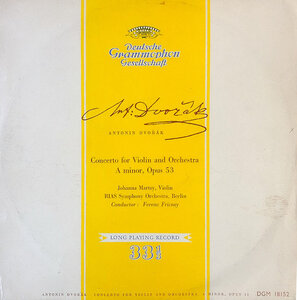 Deutsche
Grammophon
Gesellschaft
Ant. Dvořák
ANTONIN DVOŘÁK
Concerto for Violin and Orchestra
A minor, Opus 53
Johanna Martzy, Violin
RIAS Symphony Orchestra, Berlin
Conductor: Ferenc Fricsay
LONG PLAYING RECORD
33⅓
ANTONIN DVOŘÁK · CONCERTO FOR VIOLIN AND ORCHESTRA, A MINOR, OPUS 53 DGM 18152